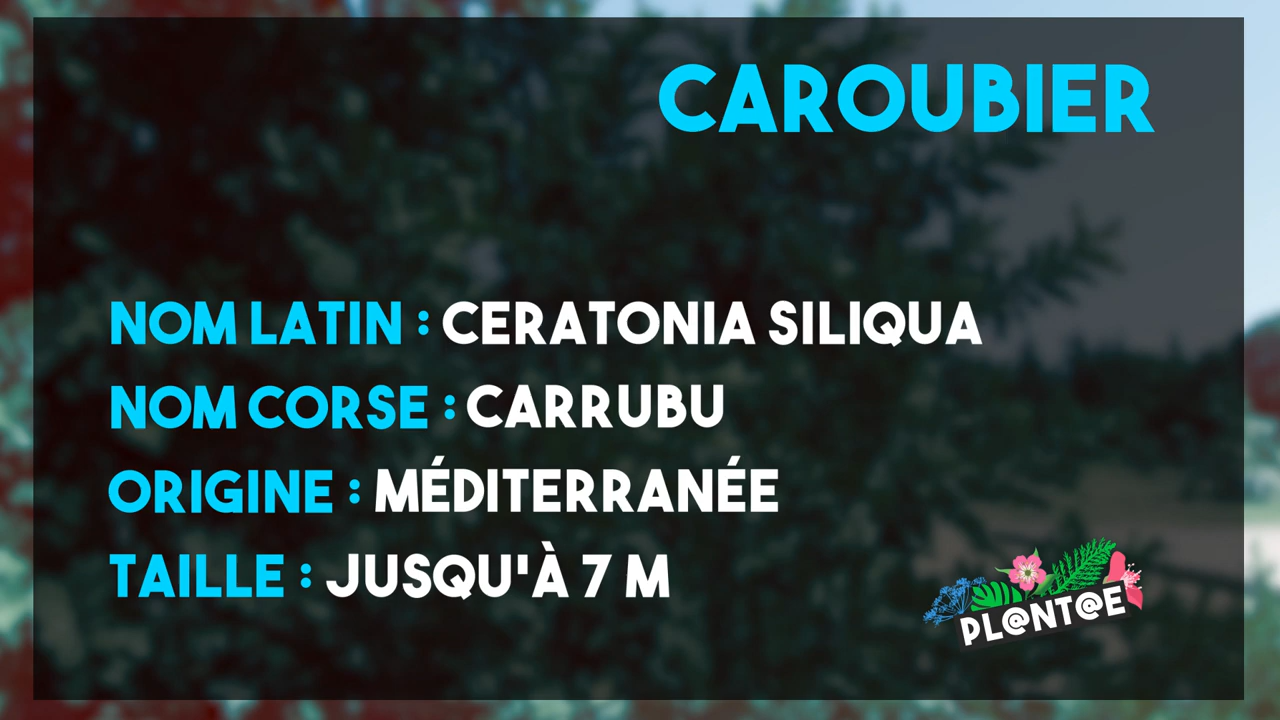 CAROUBIER
NOM LATIN : CERATONIA SILIQUA
NOM CORSE : CARRUBU
ORIGINE : MÉDITERRANÉE
TAILLE : JUSQU'À 7 M
PL@NT@E